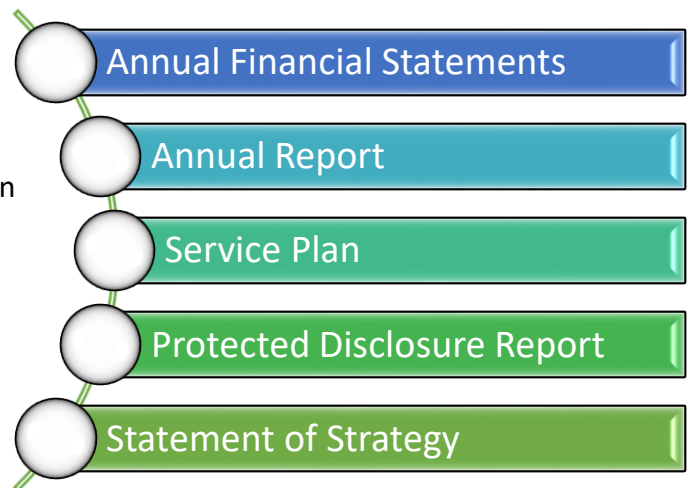 Annual Financial Statements
Annual Report
n
Service Plan
Protected Disclosure Report
Statement of Strategy